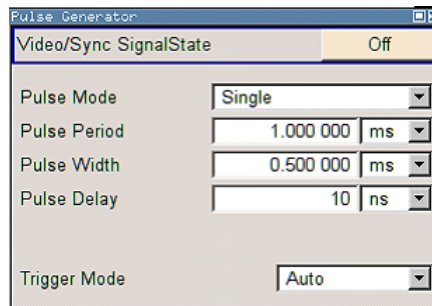 Pulse Generator
Video/Sync SignalState Off
Pulse Mode Single
Pulse Period 1.000 000 ms
Pulse Width 0.500 000 ms
Pulse Delay 10 ns
Trigger Mode Auto